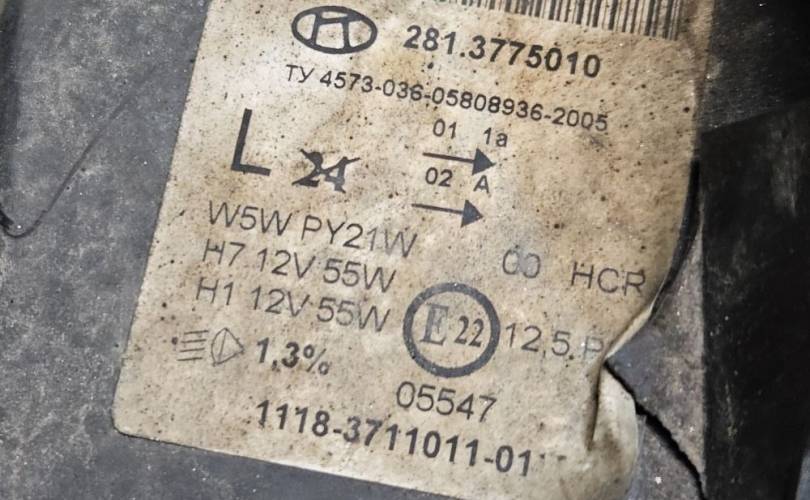 281.3775010
ТУ 4573-036-05808936-2005
01 1a
L 24
02 A
W5W PY21W
00 HCR
H7 12V 55W
H1 12V 55W
E 22
12,5.P
1,3%
05547
1118-3711011-01